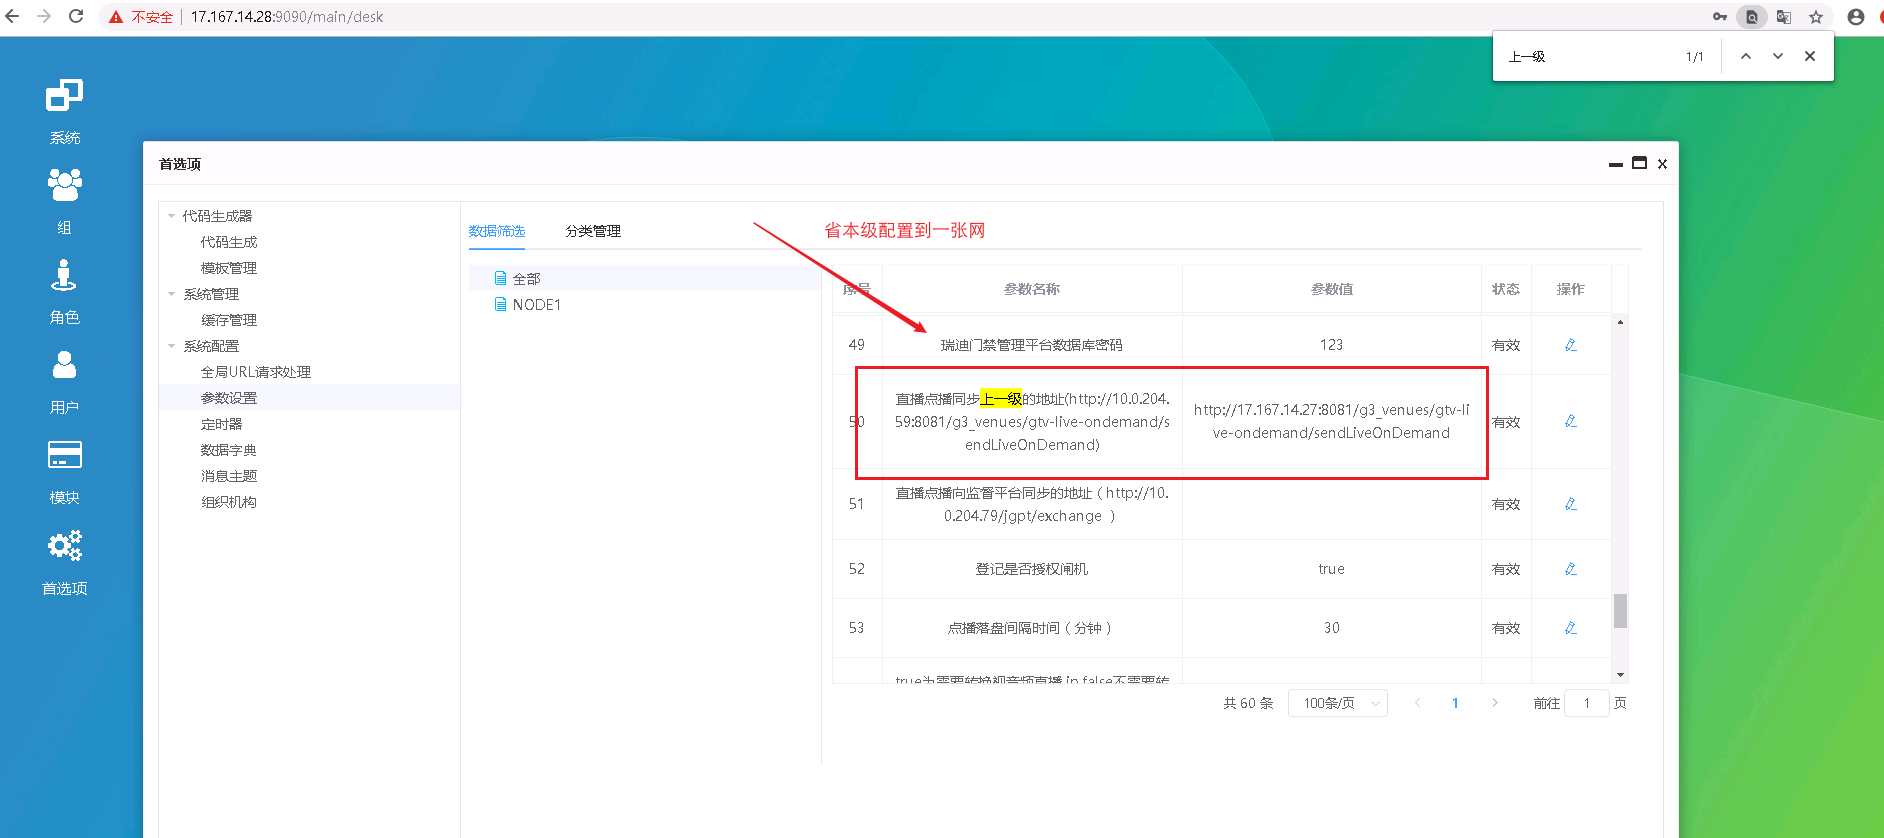 不安全
17.167.14.28:9090/main/desk
上一级
1/1
系统
组
角色
用户
模块
首选项
首选项
代码生成器
代码生成
模板管理
系统管理
缓存管理
系统配置
全局URL请求处理
参数设置
定时器
数据字典
消息主题
组织机构
数据筛选
分类管理
省本级配置到一张网
全部
NODE1
序号
参数名称
参数值
状态
操作
49
瑞迪门禁管理平台数据库密码
123
有效
50
直播点播同步上一级的地址(http://10.0.204.
59:8081/g3_venues/gtv-live-ondemand/s
endLiveOnDemand)
http://17.167.14.27:8081/g3_venues/gtv-li
ve-ondemand/sendLiveOnDemand
有效
51
直播点播向监督平台同步的地址（http://10.
0.204.79/jgpt/exchange ）
有效
52
登记是否授权闸机
true
有效
53
点播落盘间隔时间（分钟）
30
有效
true为需要转换视音频直播 ip false不需要转
共 60 条
100条/页
1
前往
1
页